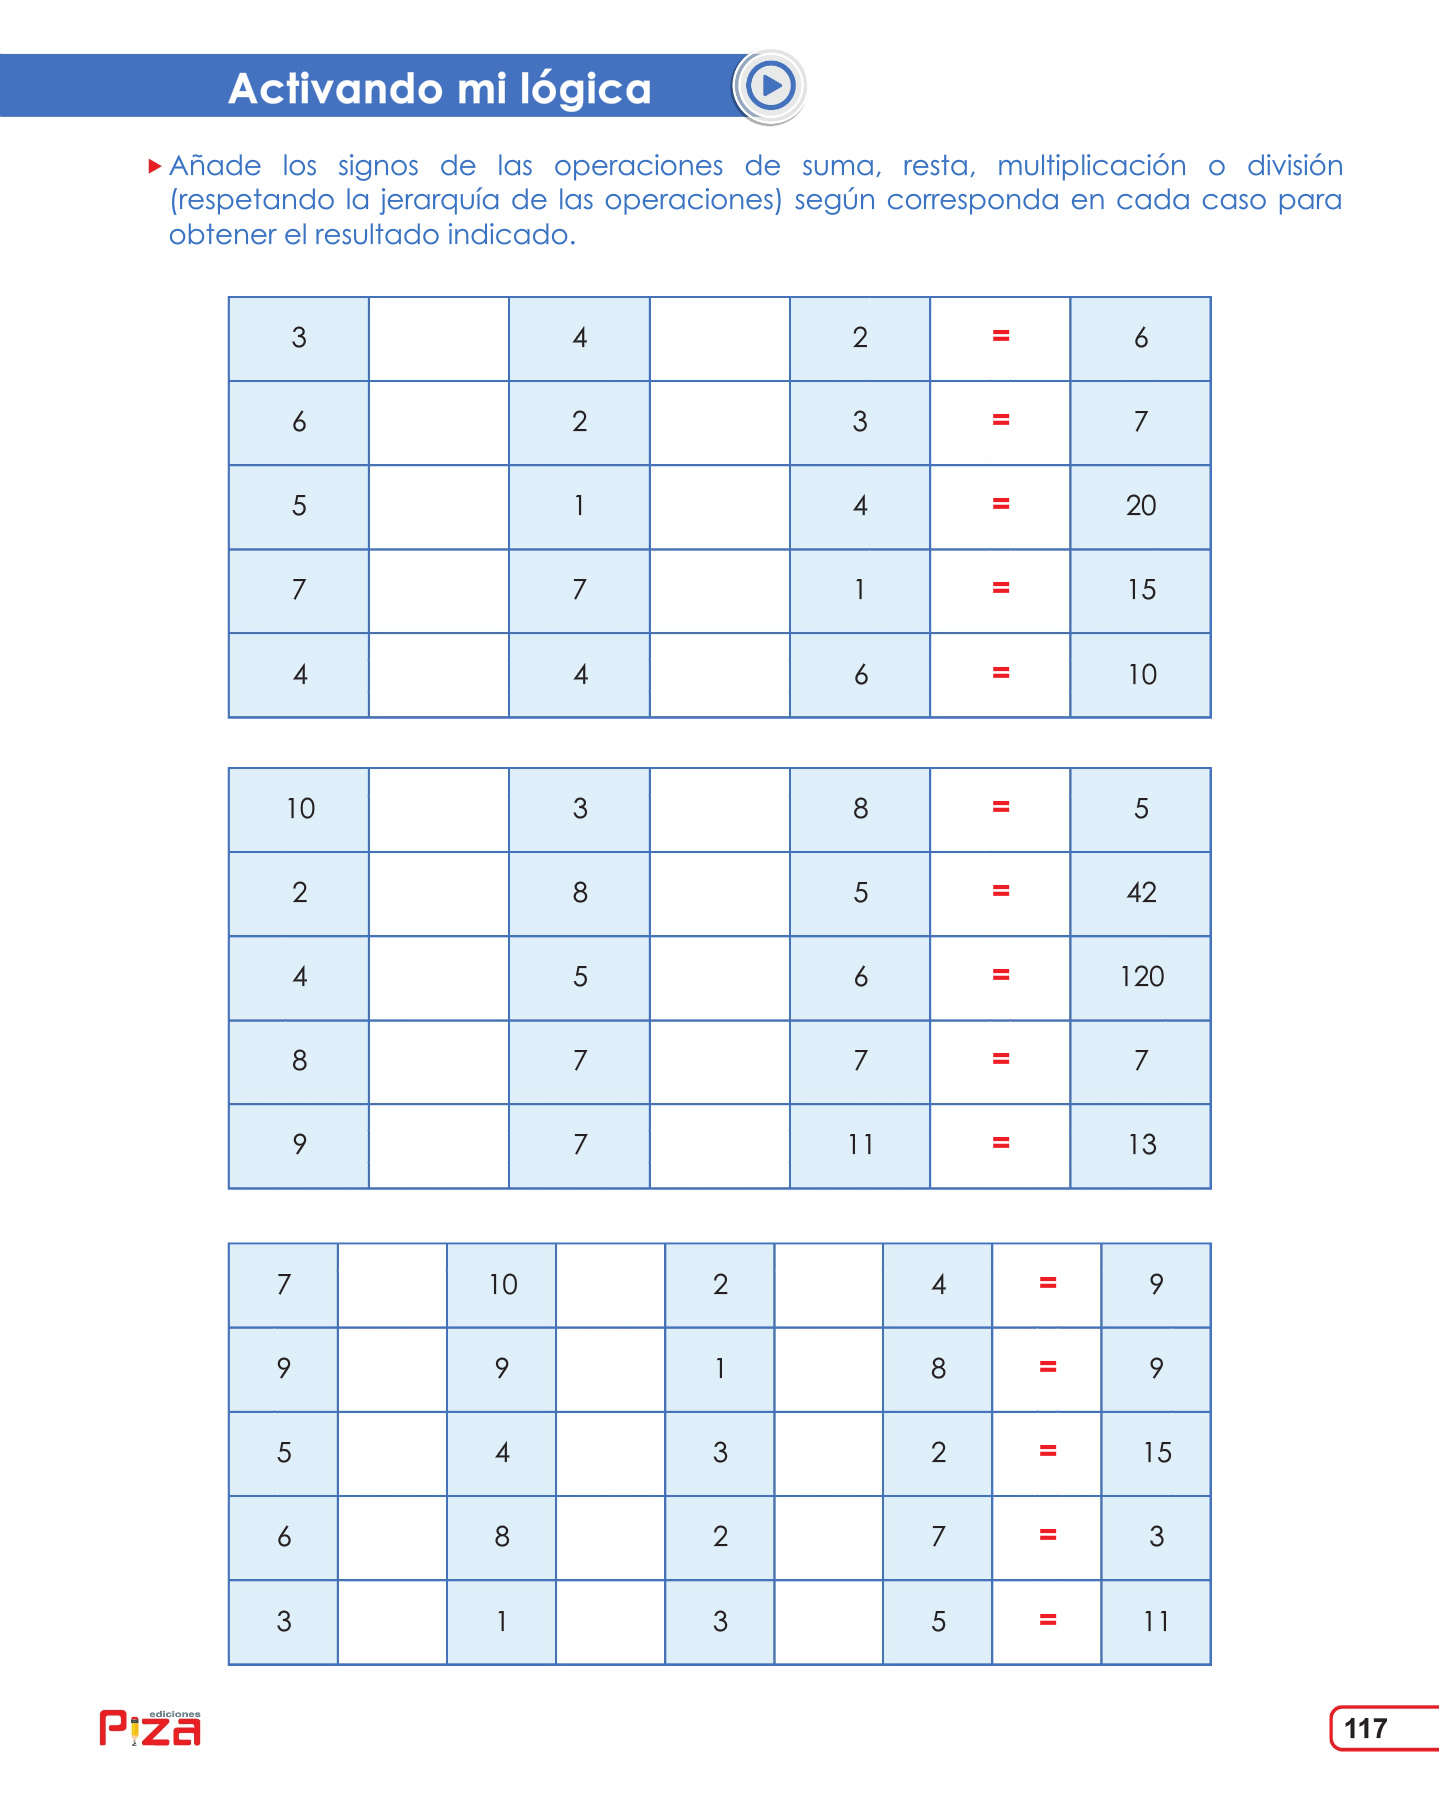 Activando mi lógica
Añade los signos de las operaciones de suma, resta, multiplicación o división
(respetando la jerarquía de las operaciones) según corresponda en cada caso para
obtener el resultado indicado.
3 4 2 = 6
6 2 3 = 7
5 1 4 = 20
7 7 1 = 15
4 4 6 = 10
10 3 8 = 5
2 8 5 = 42
4 5 6 = 120
8 7 7 = 7
9 7 11 = 13
7 10 2 4 = 9
9 9 1 8 = 9
5 4 3 2 = 15
6 8 2 7 = 3
3 1 3 5 = 11
ediciones
Piza
117